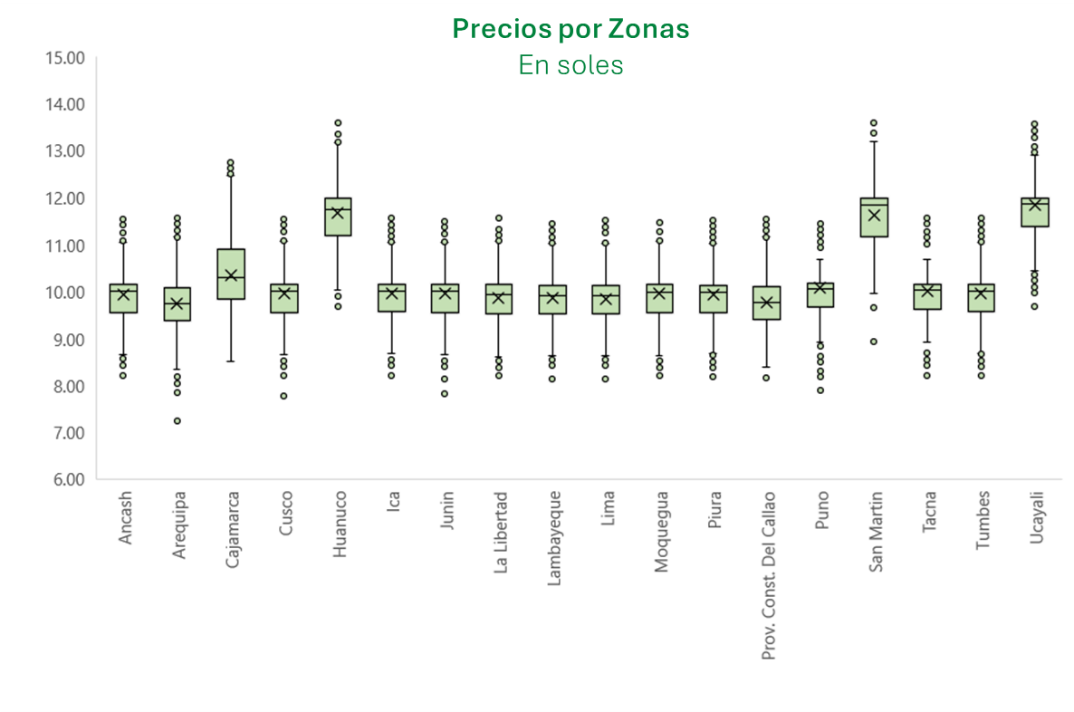 Precios por Zonas
En soles
15.00
14.00
13.00
12.00
11.00
10.00
9.00
8.00
7.00
6.00
Ancash
Arequipa
Cajamarca
Cusco
Huanuco
Ica
Junin
La Libertad
Lambayeque
Lima
Moquegua
Piura
Prov. Const. Del Callao
Puno
San Martin
Tacna
Tumbes
Ucayali